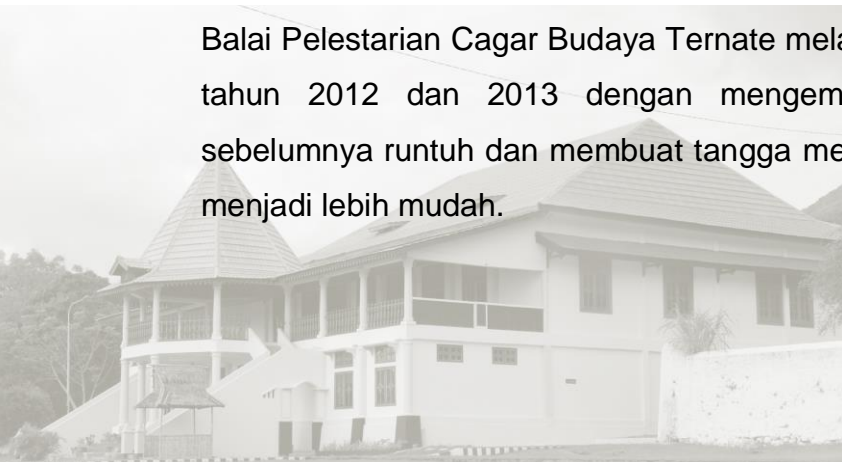 Balai Pelestarian Cagar Budaya Ternate
tahun 2012 dan 2013 dengan
sebelumnya runtuh dan membuat tangga
menjadi lebih mudah.